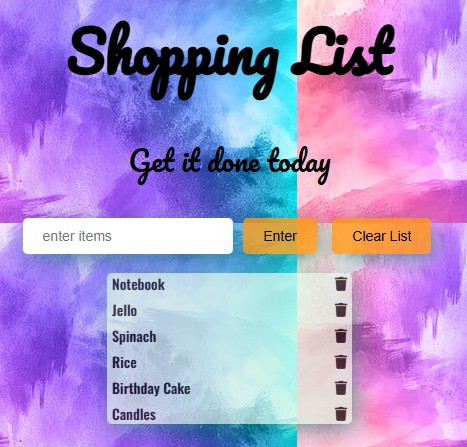 Shopping List
Get it done today
enter items
Enter
Clear List
Notebook
Jello
Spinach
Rice
Birthday Cake
Candles